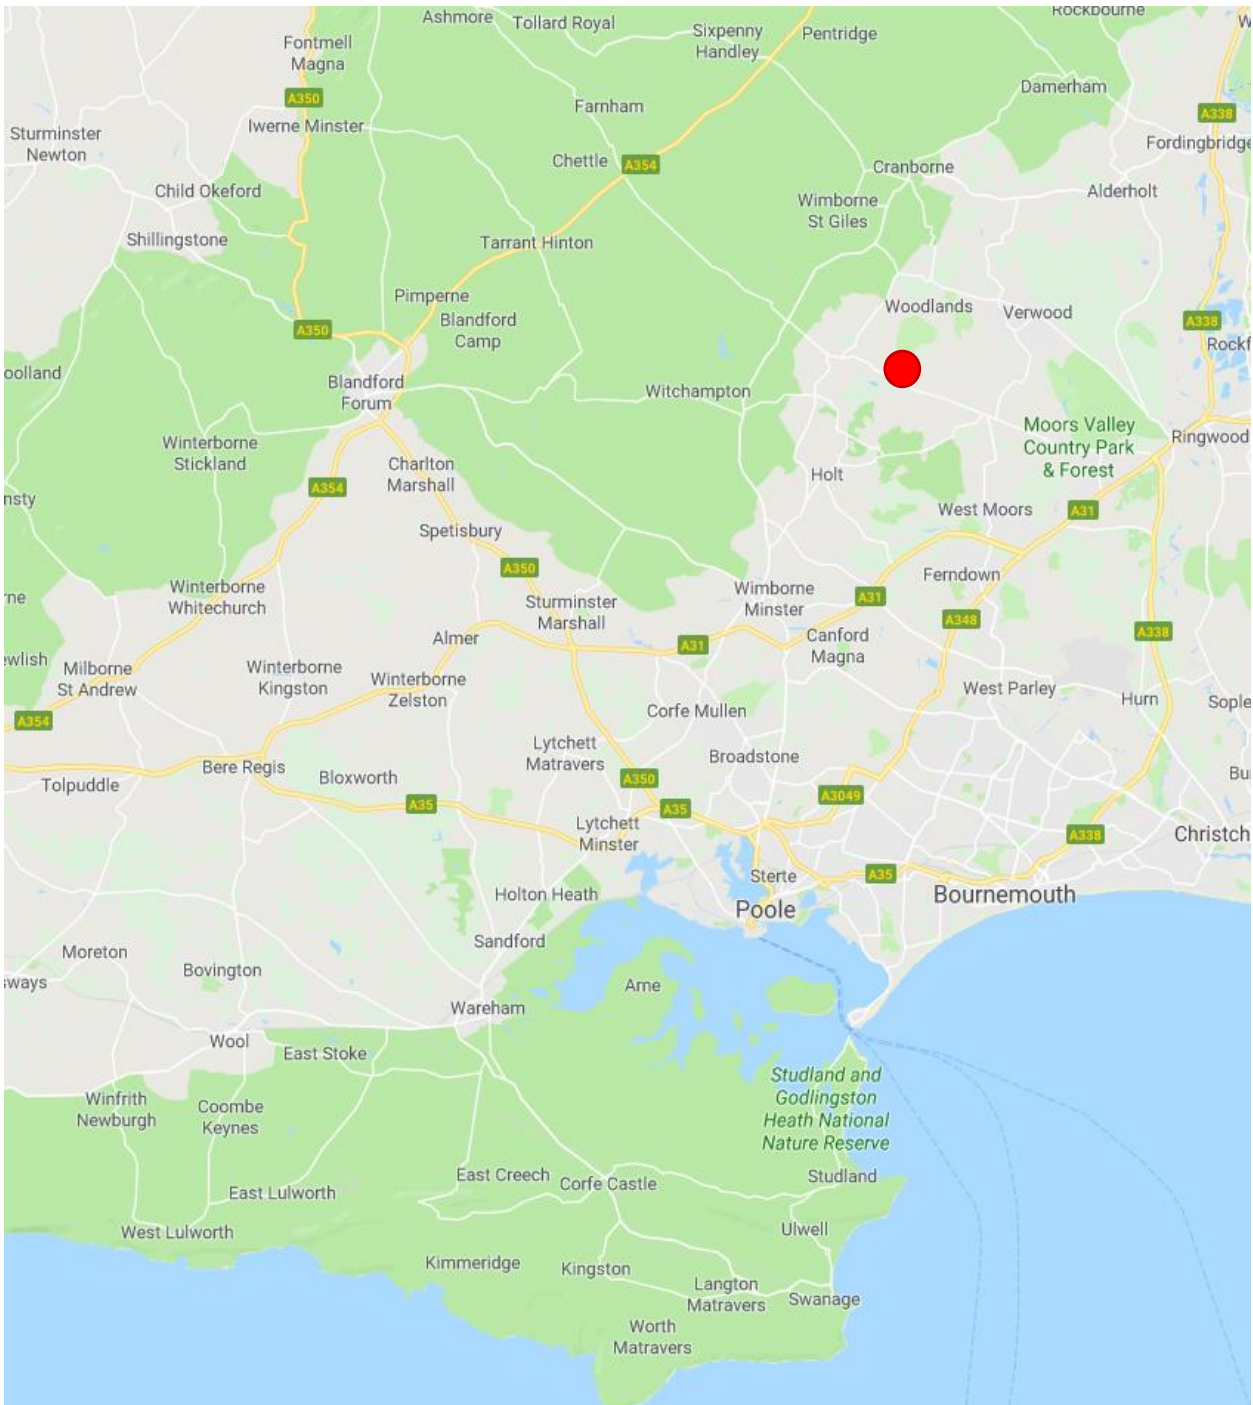 Ashmore
Tollard Royal
Sixpenny
Handley
Pentridge
Rockbourne
Fontmell
Magna
A350
Farnham
Damerham
A338
Iwerne Minster
Sturminster
Newton
Fordingbridge
Chettle
A354
Cranborne
Child Okeford
Alderholt
Wimborne
St Giles
Shillingstone
Tarrant Hinton
Pimperne
Blandford
Camp
Woodlands
Verwood
A350
A338
Rockf
oolland
Blandford
Forum
Witchampton
Moors Valley
Country Park
& Forest
Ringwood
Winterborne
Stickland
Charlton
Marshall
Holt
A354
nsty
West Moors
A31
Spetisbury
A350
Ferndown
Winterborne
Whitechurch
Sturminster
Marshall
Wimborne
Minster
A31
rne
A348
A338
Almer
A31
Canford
Magna
ewlish
Milborne
St Andrew
Winterborne
Kingston
Winterborne
Zelston
West Parley
Hurn
Sople
A354
Corfe Mullen
Lytchett
Matravers
Broadstone
Bere Regis
Bloxworth
A350
Bu
Tolpuddle
A35
A35
A3049
Lytchett
Minster
A338
Christch
Sterte
A35
Holton Heath
Poole
Bournemouth
Sandford
Moreton
Bovington
sways
Arne
Wareham
Wool
East Stoke
Studland and
Godlingston
Heath National
Nature Reserve
Winfrith
Newburgh
Coombe
Keynes
East Creech
Corfe Castle
Studland
East Lulworth
West Lulworth
Ulwell
Kimmeridge
Kingston
Langton
Matravers
Swanage
Worth
Matravers